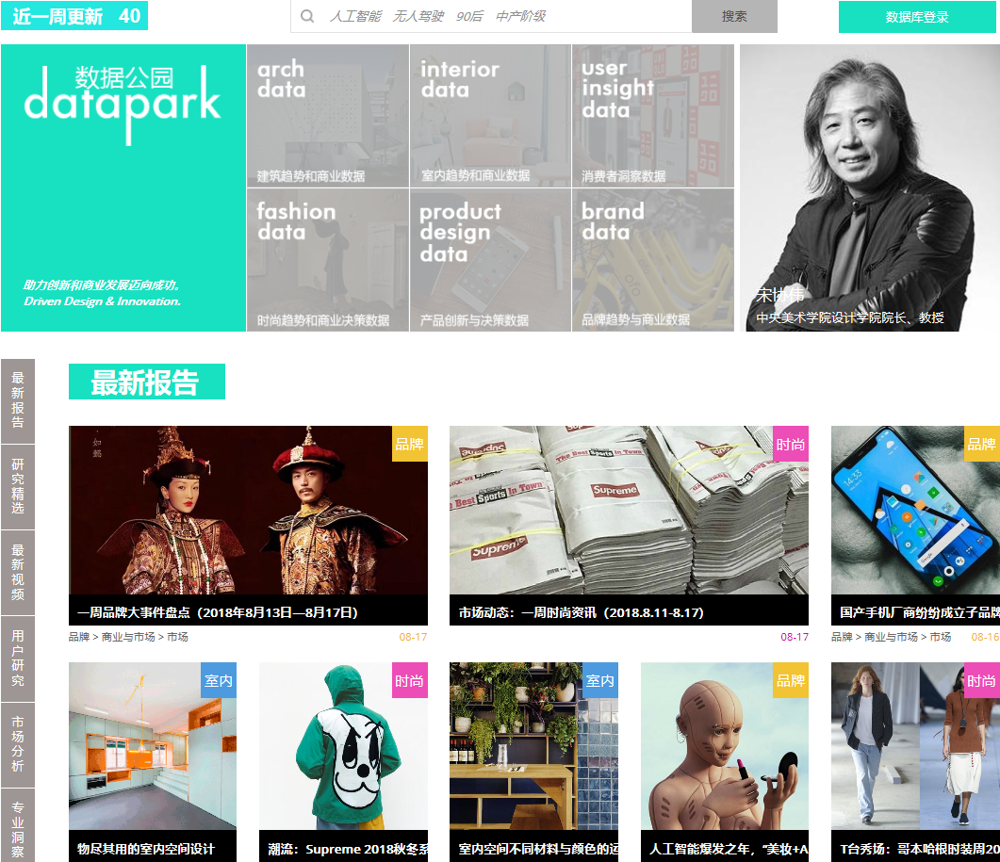 近一周更新 40
人工智能 无人驾驶 90后 中产阶级
搜索
数据库登录
数据公园
datapark
助力创新和商业发展迈向成功。
Driven Design & Innovation.
arch
data
建筑趋势和商业数据
interior
data
室内趋势和商业数据
user
insight
data
消费者洞察数据
fashion
data
时尚趋势和商业决策数据
product
design
data
产品创新与决策数据
brand
data
品牌趋势与商业数据
宋协伟
中央美术学院设计学院院长、教授
最新报告
研究精选
最新视频
用户研究
市场分析
专业洞察
最新报告
如懿
品牌
一周品牌大事件盘点（2018年8月13日—8月17日）
品牌 > 商业与市场 > 市场
08-17
时尚
Supreme
The Best Sports In Town
Supreme
市场动态：一周时尚资讯（2018.8.11-8.17）
08-17
品牌
14:33
国产手机厂商纷纷成立子品牌
品牌 > 商业与市场 > 市场
08-16
室内
物尽其用的室内空间设计
时尚
潮流：Supreme 2018秋冬系
室内
室内空间不同材料与颜色的运
品牌
人工智能爆发之年，“美妆+A
时尚
T台秀场：哥本哈根时装周20